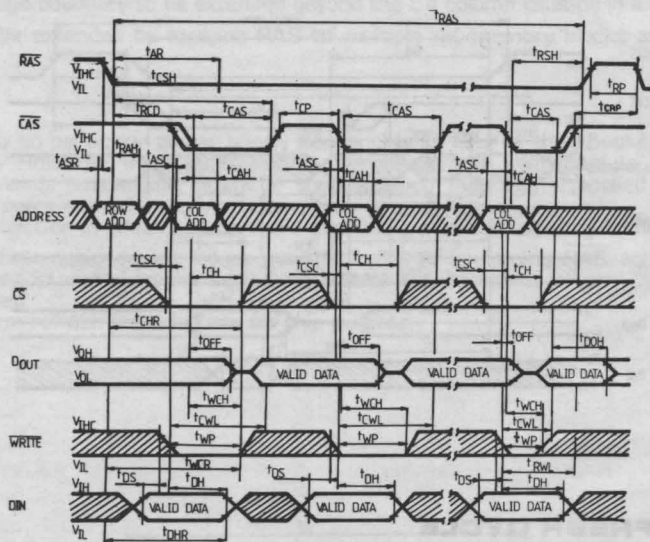 tRAS
tAR
tRSH
RAS
VIHC
VIL
tCSH
tRP
tRCD
tCAS
tCP
tCAS
tCAS
tCRP
CAS
VIHC
VIL
tASR
tRAH
tASC
tCAH
tASC
tCAH
tASC
tCAH
ADDRESS
ROW ADD
COL ADD
COL ADD
COL ADD
tCSC
tCH
tCSC
tCH
tCSC
tCH
CS
tCHR
tOFF
tOFF
tOFF
tDOH
DOUT
VOH
VOL
VALID DATA
VALID DATA
VALID DATA
tWCH
tWCH
tWCH
tCWL
tCWL
tCWL
WRITE
VIHC
VIL
tWP
tWP
tWP
tWCR
tRWL
tDS
tDH
tDS
tDH
tDS
tDH
DIN
VIH
VIL
VALID DATA
VALID DATA
VALID DATA
tDHR